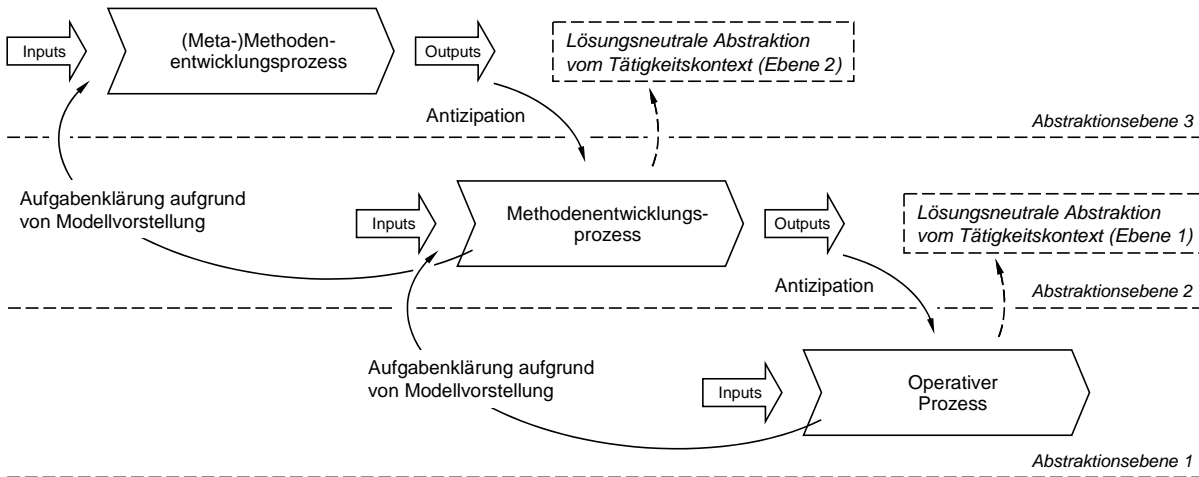 Inputs
(Meta-)Methoden-
entwicklungsprozess
Outputs
Lösungsneutrale Abstraktion
vom Tätigkeitskontext (Ebene 2)
Antizipation
Abstraktionsebene 3
Aufgabenklärung aufgrund
von Modellvorstellung
Inputs
Methodenentwicklungs-
prozess
Outputs
Lösungsneutrale Abstraktion
vom Tätigkeitskontext (Ebene 1)
Antizipation
Abstraktionsebene 2
Aufgabenklärung aufgrund
von Modellvorstellung
Inputs
Operativer
Prozess
Abstraktionsebene 1